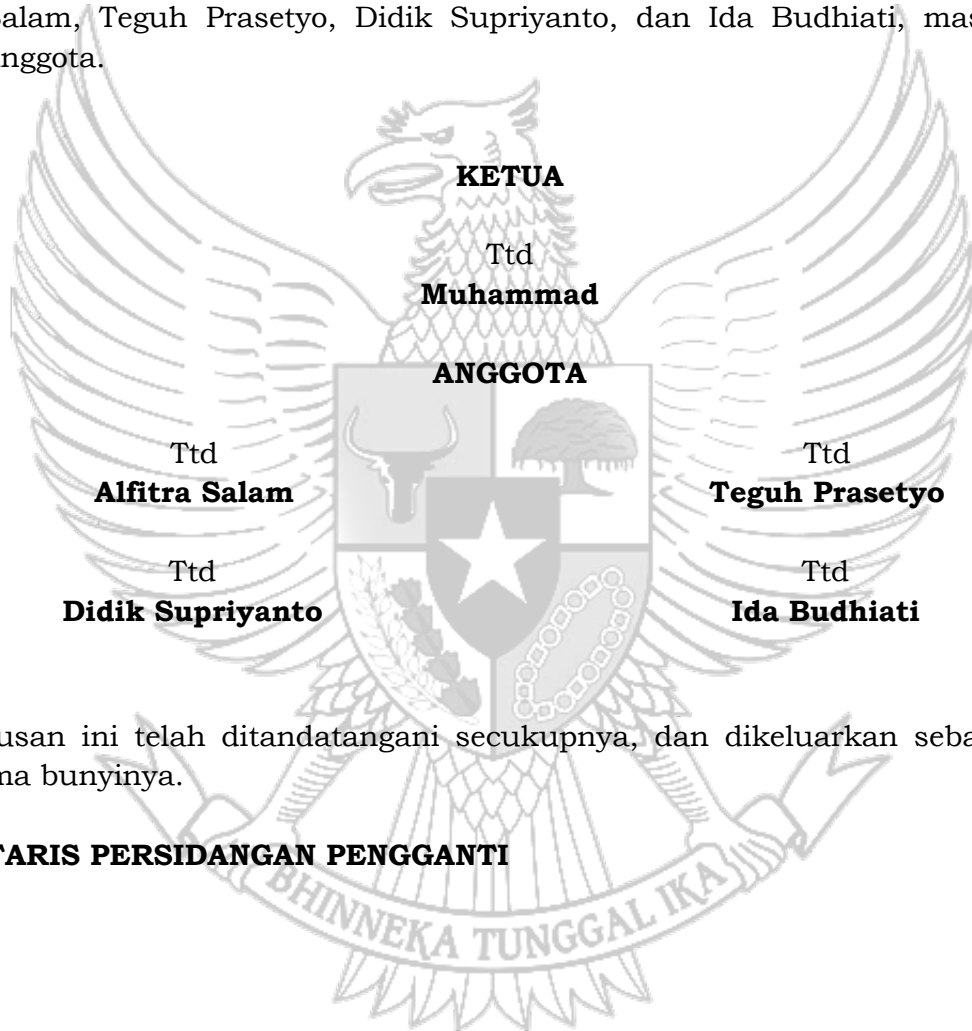 Salam, Teguh Prasetyo, Didik Supriyanto, dan Ida Budhiati, mas
nggota.
KETUA
Ttd
Muhammad
ANGGOTA
Ttd Ttd
Alfitra Salam Teguh Prasetyo
Ttd Ttd
Didik Supriyanto Ida Budhiati
usan ini telah ditandatangani secukupnya, dan dikeluarkan seba
ma bunyinya.
TARIS PERSIDANGAN PENGGANTI
BHINNEKA TUNGGAL IKA